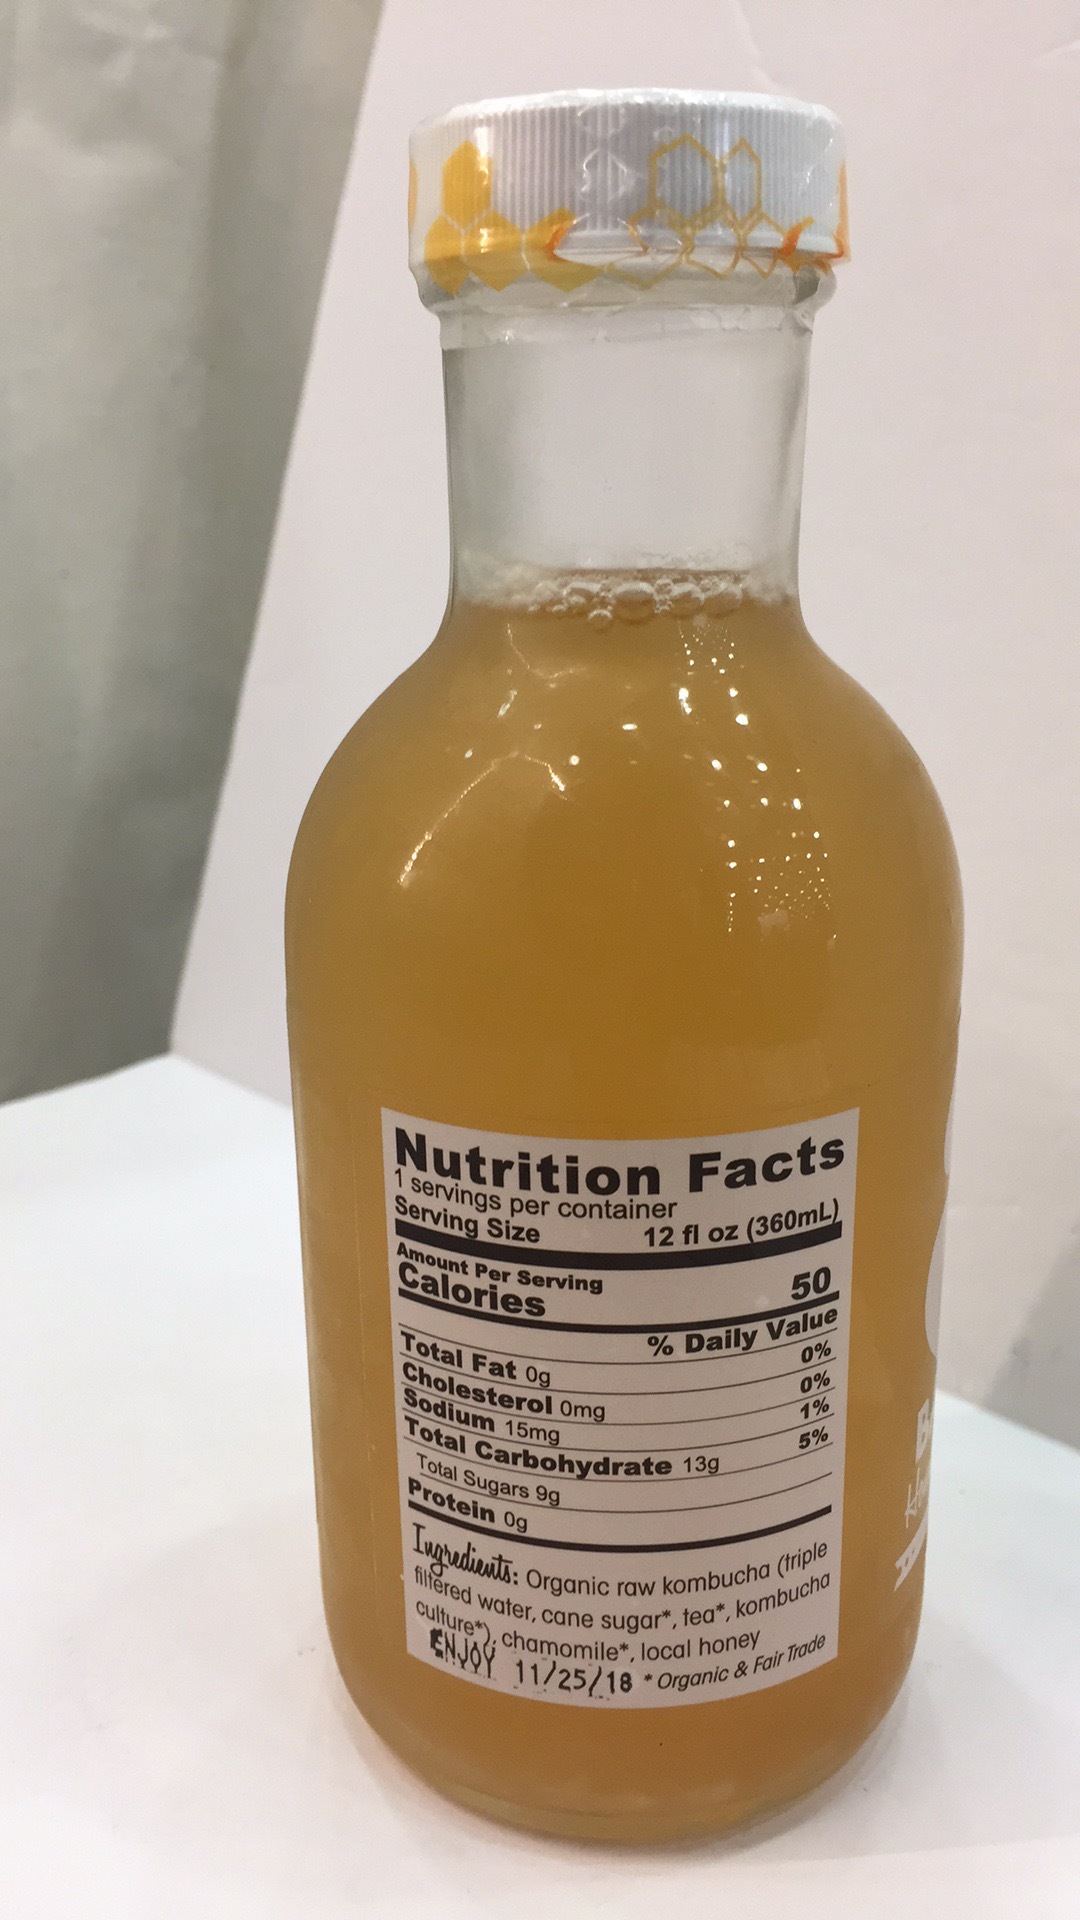 Nutrition Facts
1 servings per container
Serving Size 12 fl oz (360mL)
Amount Per Serving
Calories 50
% Daily Value
Total Fat 0g 0%
Cholesterol 0mg 0%
Sodium 15mg 1%
Total Carbohydrate 13g 5%
Total Sugars 9g
Protein 0g
Ingredients: Organic raw kombucha (triple
filtered water, cane sugar*, tea*, kombucha
culture*), chamomile*, local honey
ENJOY 11/25/18 * Organic & Fair Trade